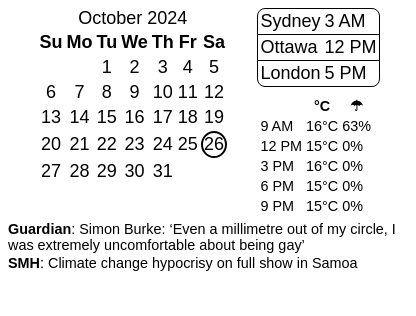 October 2024
Su Mo Tu We Th Fr Sa
1 2 3 4 5
6 7 8 9 10 11 12
13 14 15 16 17 18 19
20 21 22 23 24 25 26
27 28 29 30 31
Sydney 3 AM
Ottawa 12 PM
London 5 PM
°C ☂
9 AM 16°C 63%
12 PM 15°C 0%
3 PM 16°C 0%
6 PM 15°C 0%
9 PM 15°C 0%
Guardian: Simon Burke: ‘Even a millimetre out of my circle, I
was extremely uncomfortable about being gay’
SMH: Climate change hypocrisy on full show in Samoa